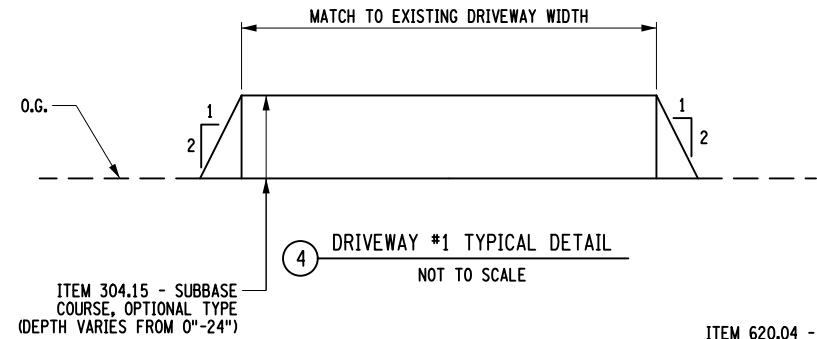 MATCH TO EXISTING DRIVEWAY WIDTH
O.G.
1
2
1
2
4
DRIVEWAY #1 TYPICAL DETAIL
NOT TO SCALE
ITEM 304.15 - SUBBASE
COURSE, OPTIONAL TYPE
(DEPTH VARIES FROM 0"-24")
ITEM 620.04 -